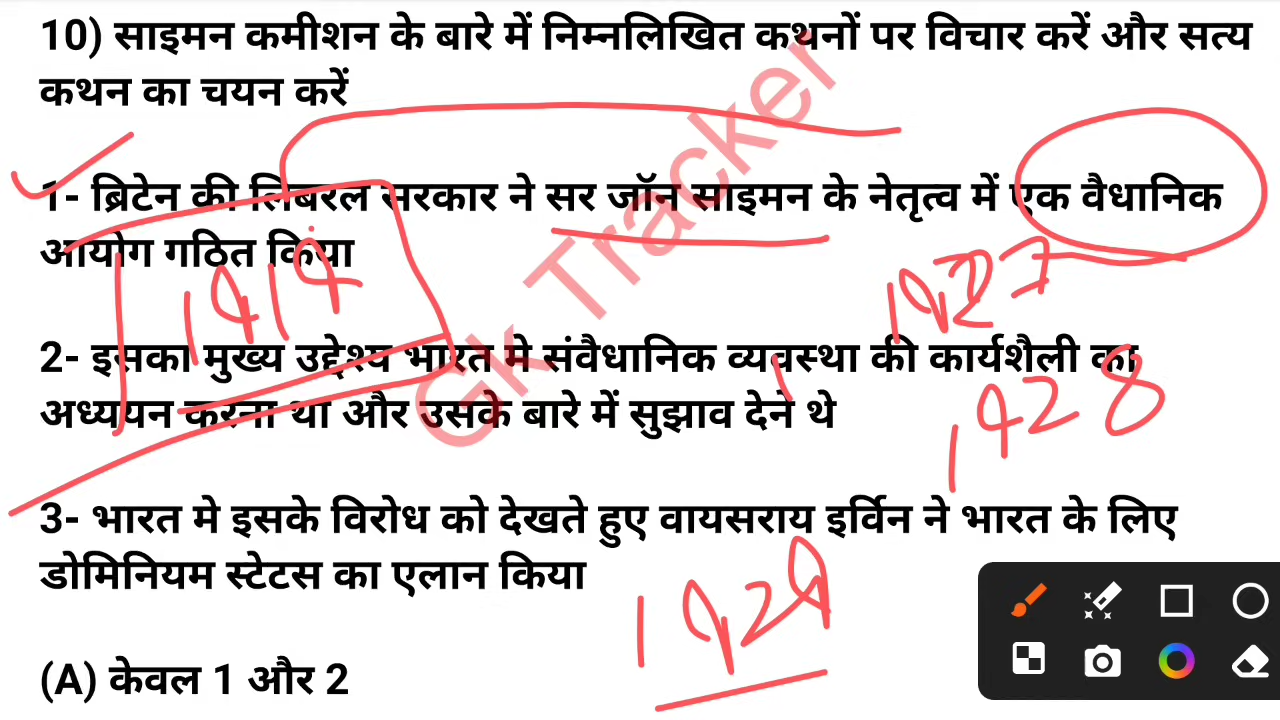 10) साइमन कमीशन के बारे में निम्नलिखित कथनों पर विचार करें और सत्य
कथन का चयन करें
1- ब्रिटेन की लिबरल सरकार ने सर जॉन साइमन के नेतृत्व में एक वैधानिक
आयोग गठित किया
1919
1927
2- इसका मुख्य उद्देश्य भारत मे संवैधानिक व्यवस्था की कार्यशैली का
अध्ययन करना था और उसके बारे में सुझाव देने थे
1928
3- भारत मे इसके विरोध को देखते हुए वायसराय इर्विन ने भारत के लिए
डोमिनियम स्टेटस का एलान किया
1929
(A) केवल 1 और 2
Gk Tracker